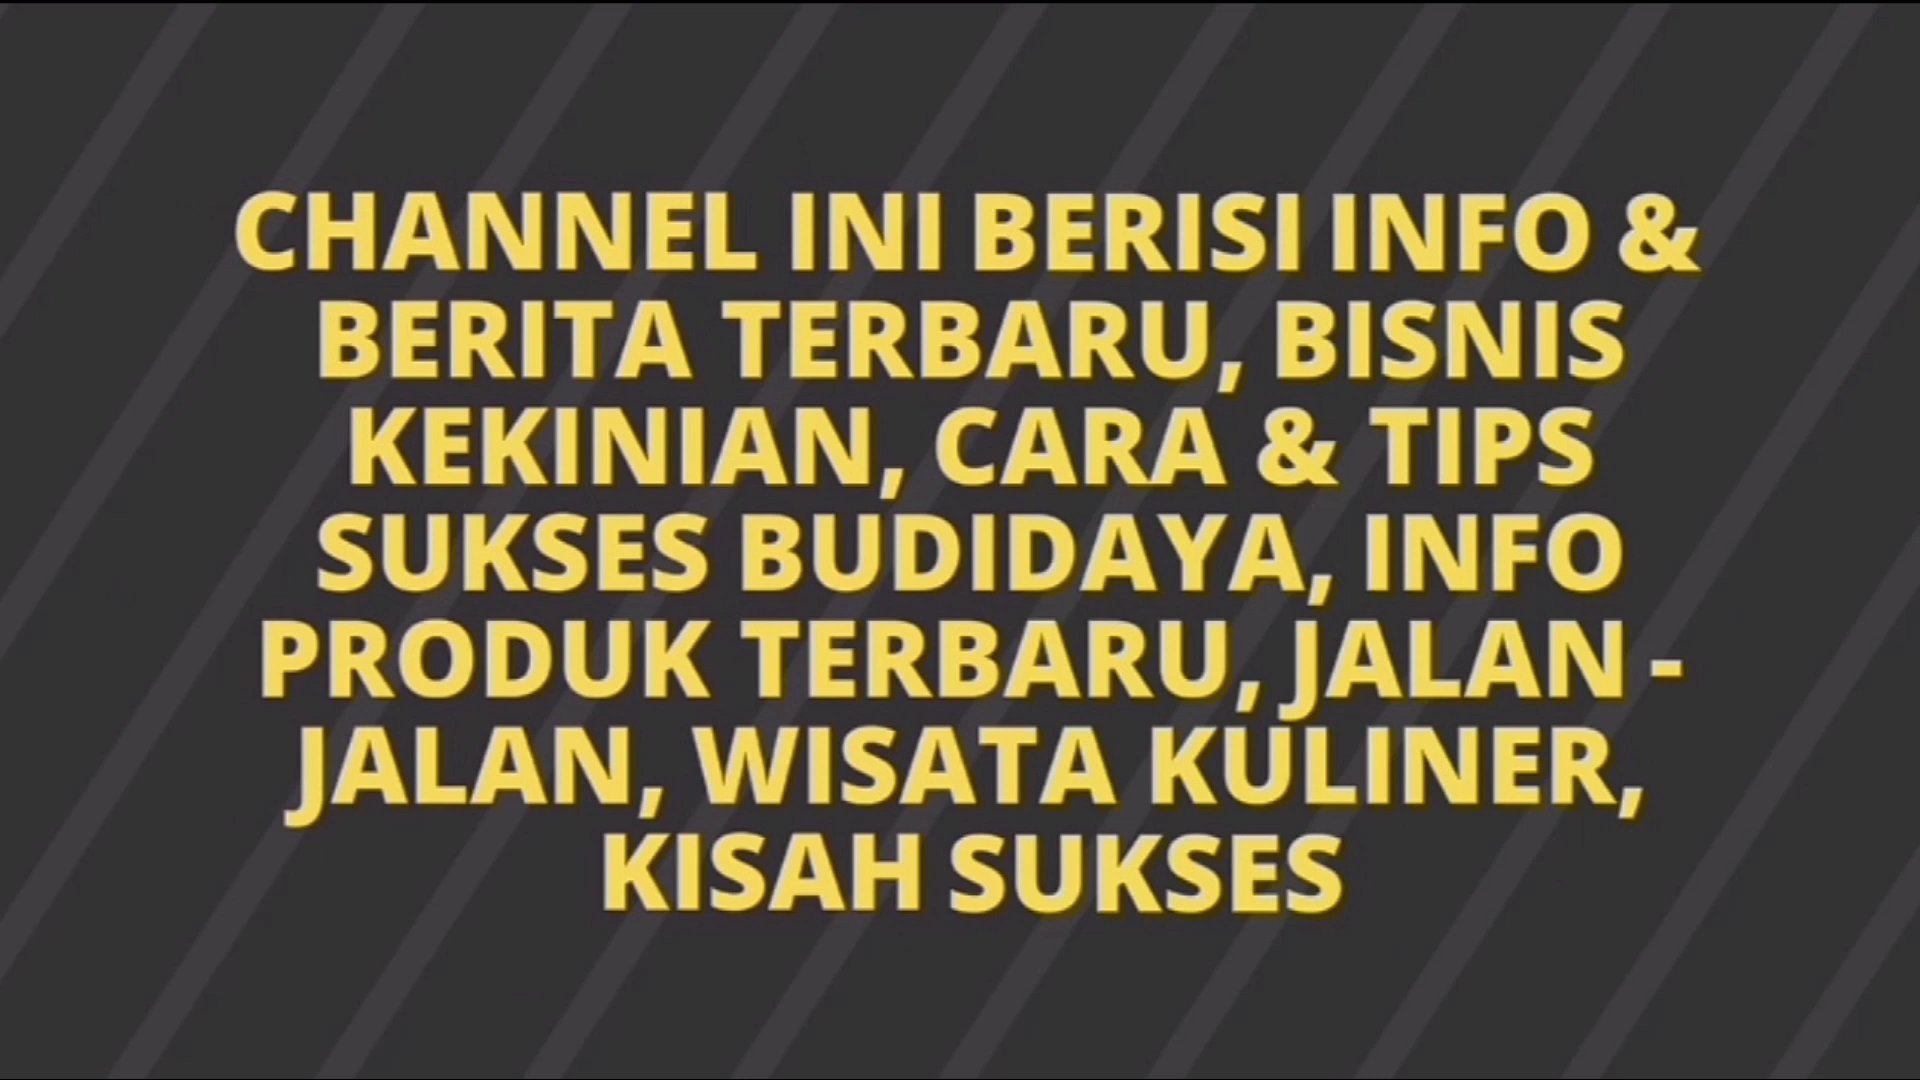 CHANNEL INI BERISI INFO &
BERITA TERBARU, BISNIS
KEKINIAN, CARA & TIPS
SUKSES BUDIDAYA, INFO
PRODUK TERBARU, JALAN -
JALAN, WISATA KULINER,
KISAH SUKSES